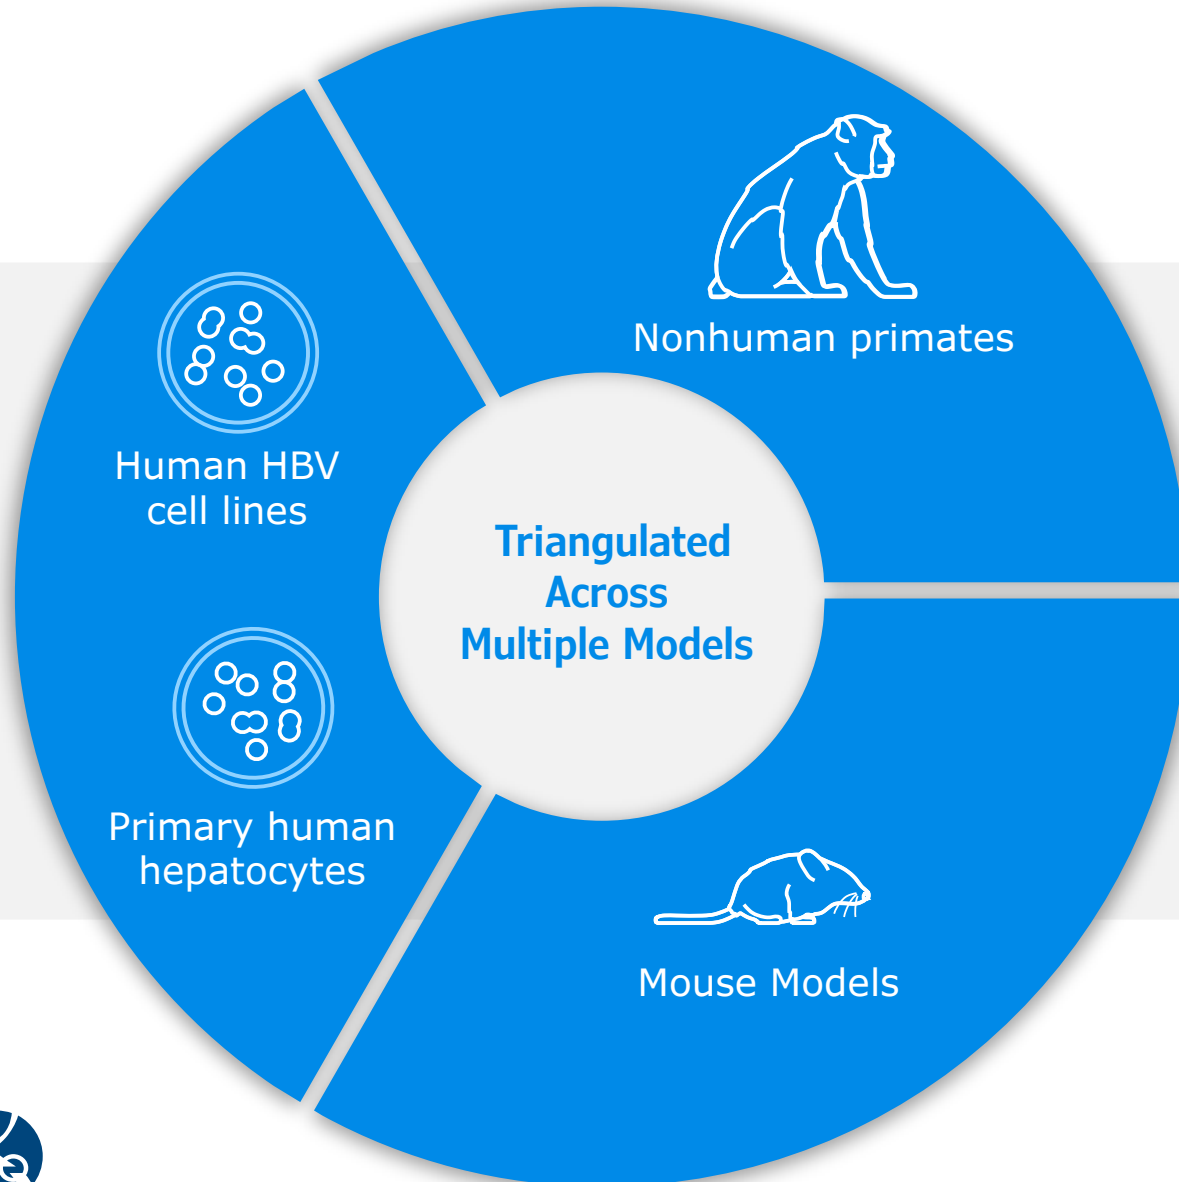 Nonhuman primates
Human HBV
cell lines
Triangulated
Across
Multiple Models
Primary human
hepatocytes
Mouse Models